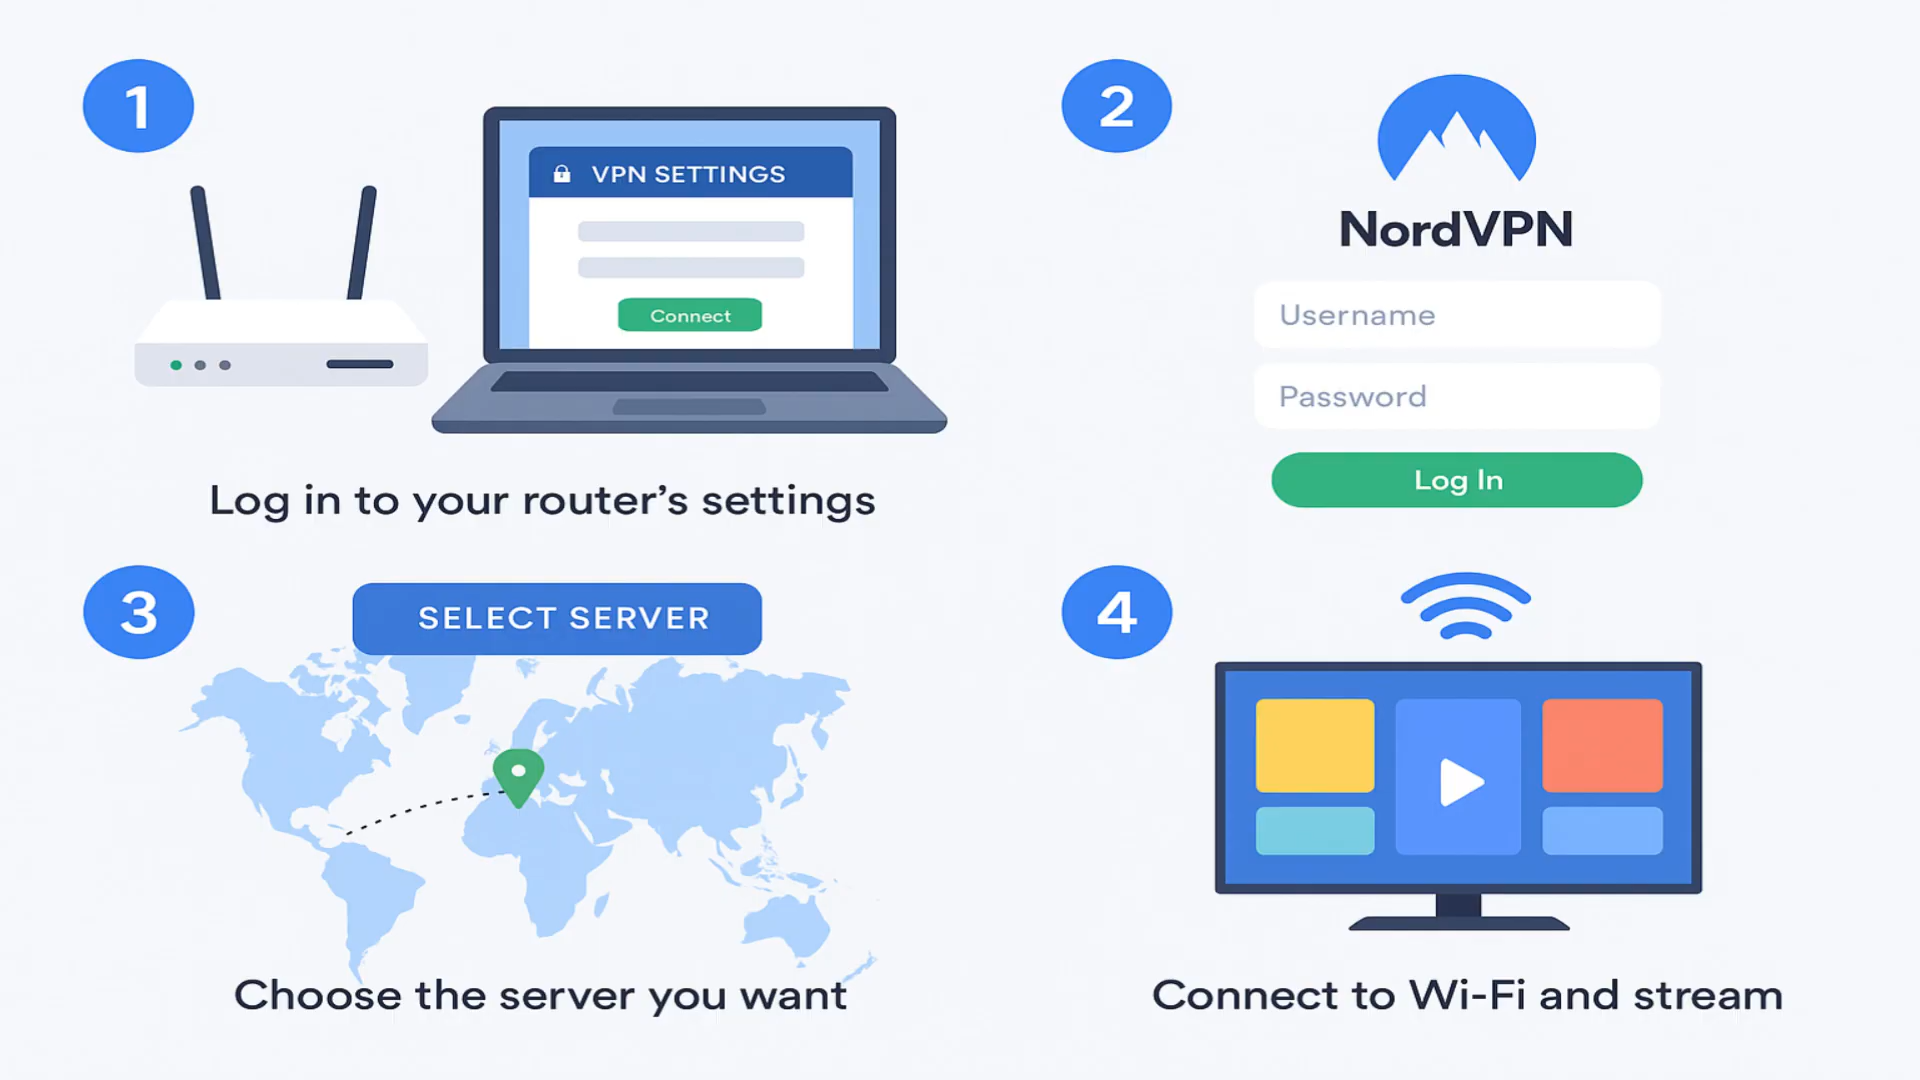 1
VPN SETTINGS
Connect
Log in to your router’s settings
2
NordVPN
Username
Password
Log In
3
SELECT SERVER
Choose the server you want
4
Connect to Wi-Fi and stream